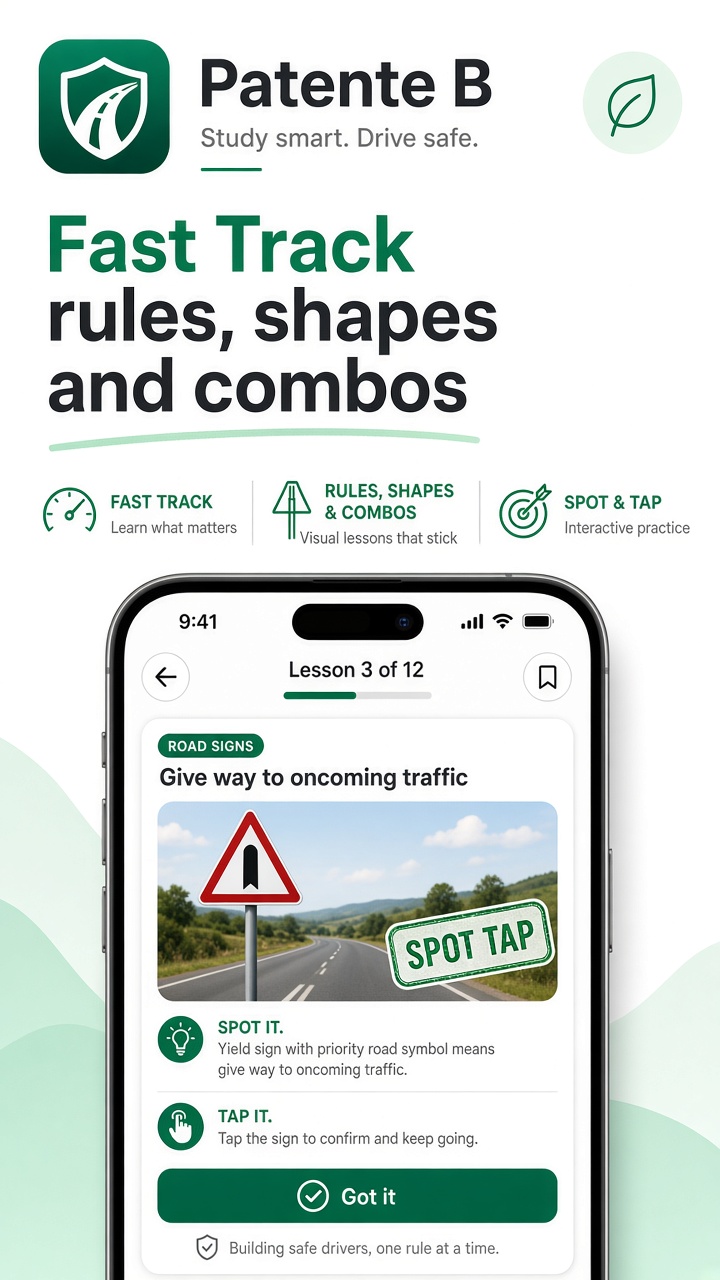 Patente B
Study smart. Drive safe.
Fast Track
rules, shapes
and combos
FAST TRACK
Learn what matters
RULES, SHAPES
& COMBOS
Visual lessons that stick
SPOT & TAP
Interactive practice
9:41
Lesson 3 of 12
ROAD SIGNS
Give way to oncoming traffic
SPOT TAP
SPOT IT.
Yield sign with priority road symbol means
give way to oncoming traffic.
TAP IT.
Tap the sign to confirm and keep going.
Got it
Building safe drivers, one rule at a time.